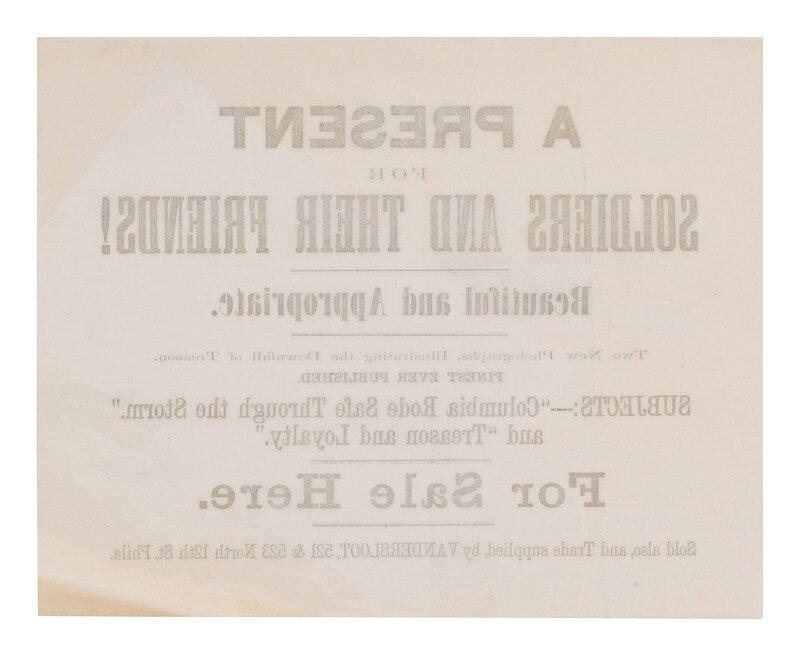 A PRESENT
FOR
SOLDIERS AND THEIR FRIENDS!
Beautiful and Appropriate.
Two New Photographs, Illustrating the Downfall of Treason.
FINEST EVER PUBLISHED.
SUBJECTS:—"Columbia Rode Safe Through the Storm."
and "Treason and Loyalty."
For Sale Here.
Sold also, and Trade supplied, by VANDERSLOOT, 521 & 523 North 12th St. Phila.